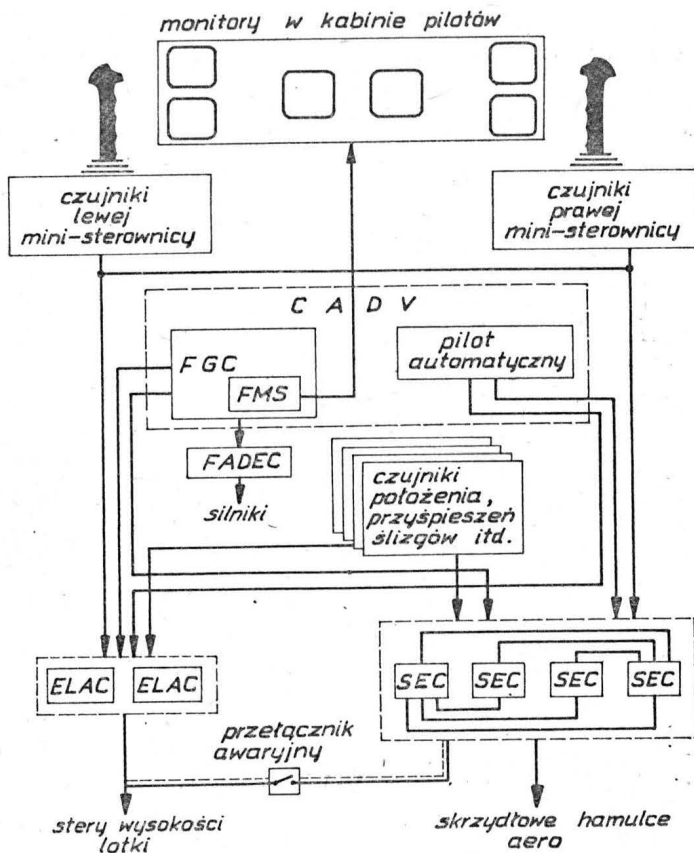 monitory w kabinie pilotów
czujniki
lewej
mini-sterownicy
czujniki
prawej
mini-sterownicy
C A D V
FGC
FMS
pilot
automatyczny
FADEC
silniki
czujniki
położenia,
przyśpieszeń
ślizgów itd.
ELAC
ELAC
SEC
SEC
SEC
SEC
przełącznik
awaryjny
stery wysokości
lotki
skrzydłowe hamulce
aero